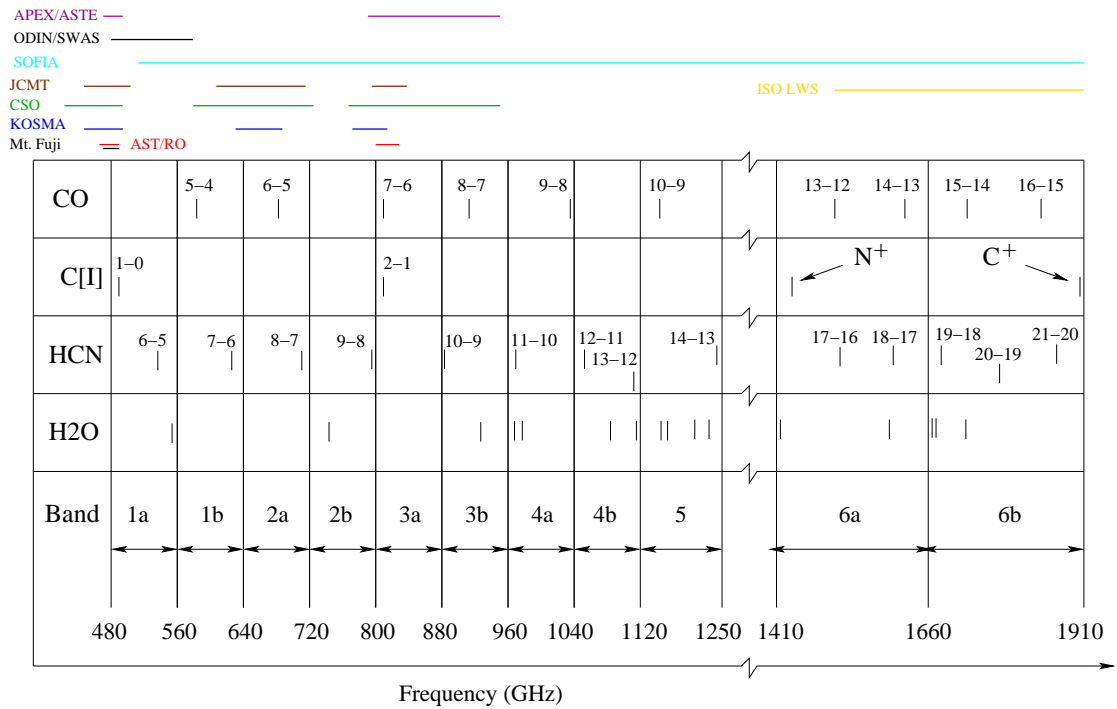 APEX/ASTE
ODIN/SWAS
SOFIA
JCMT
ISO LWS
CSO
KOSMA
Mt. Fuji AST/RO
CO 5–4 6–5 7–6 8–7 9–8 10–9 13–12 14–13 15–14 16–15
C[I] 1–0 2–1 N+ C+
HCN 6–5 7–6 8–7 9–8 10–9 11–10 12–11 13–12 14–13 17–16 18–17 19–18 20–19 21–20
H2O
Band 1a 1b 2a 2b 3a 3b 4a 4b 5 6a 6b
480 560 640 720 800 880 960 1040 1120 1250 1410 1660 1910
Frequency (GHz)